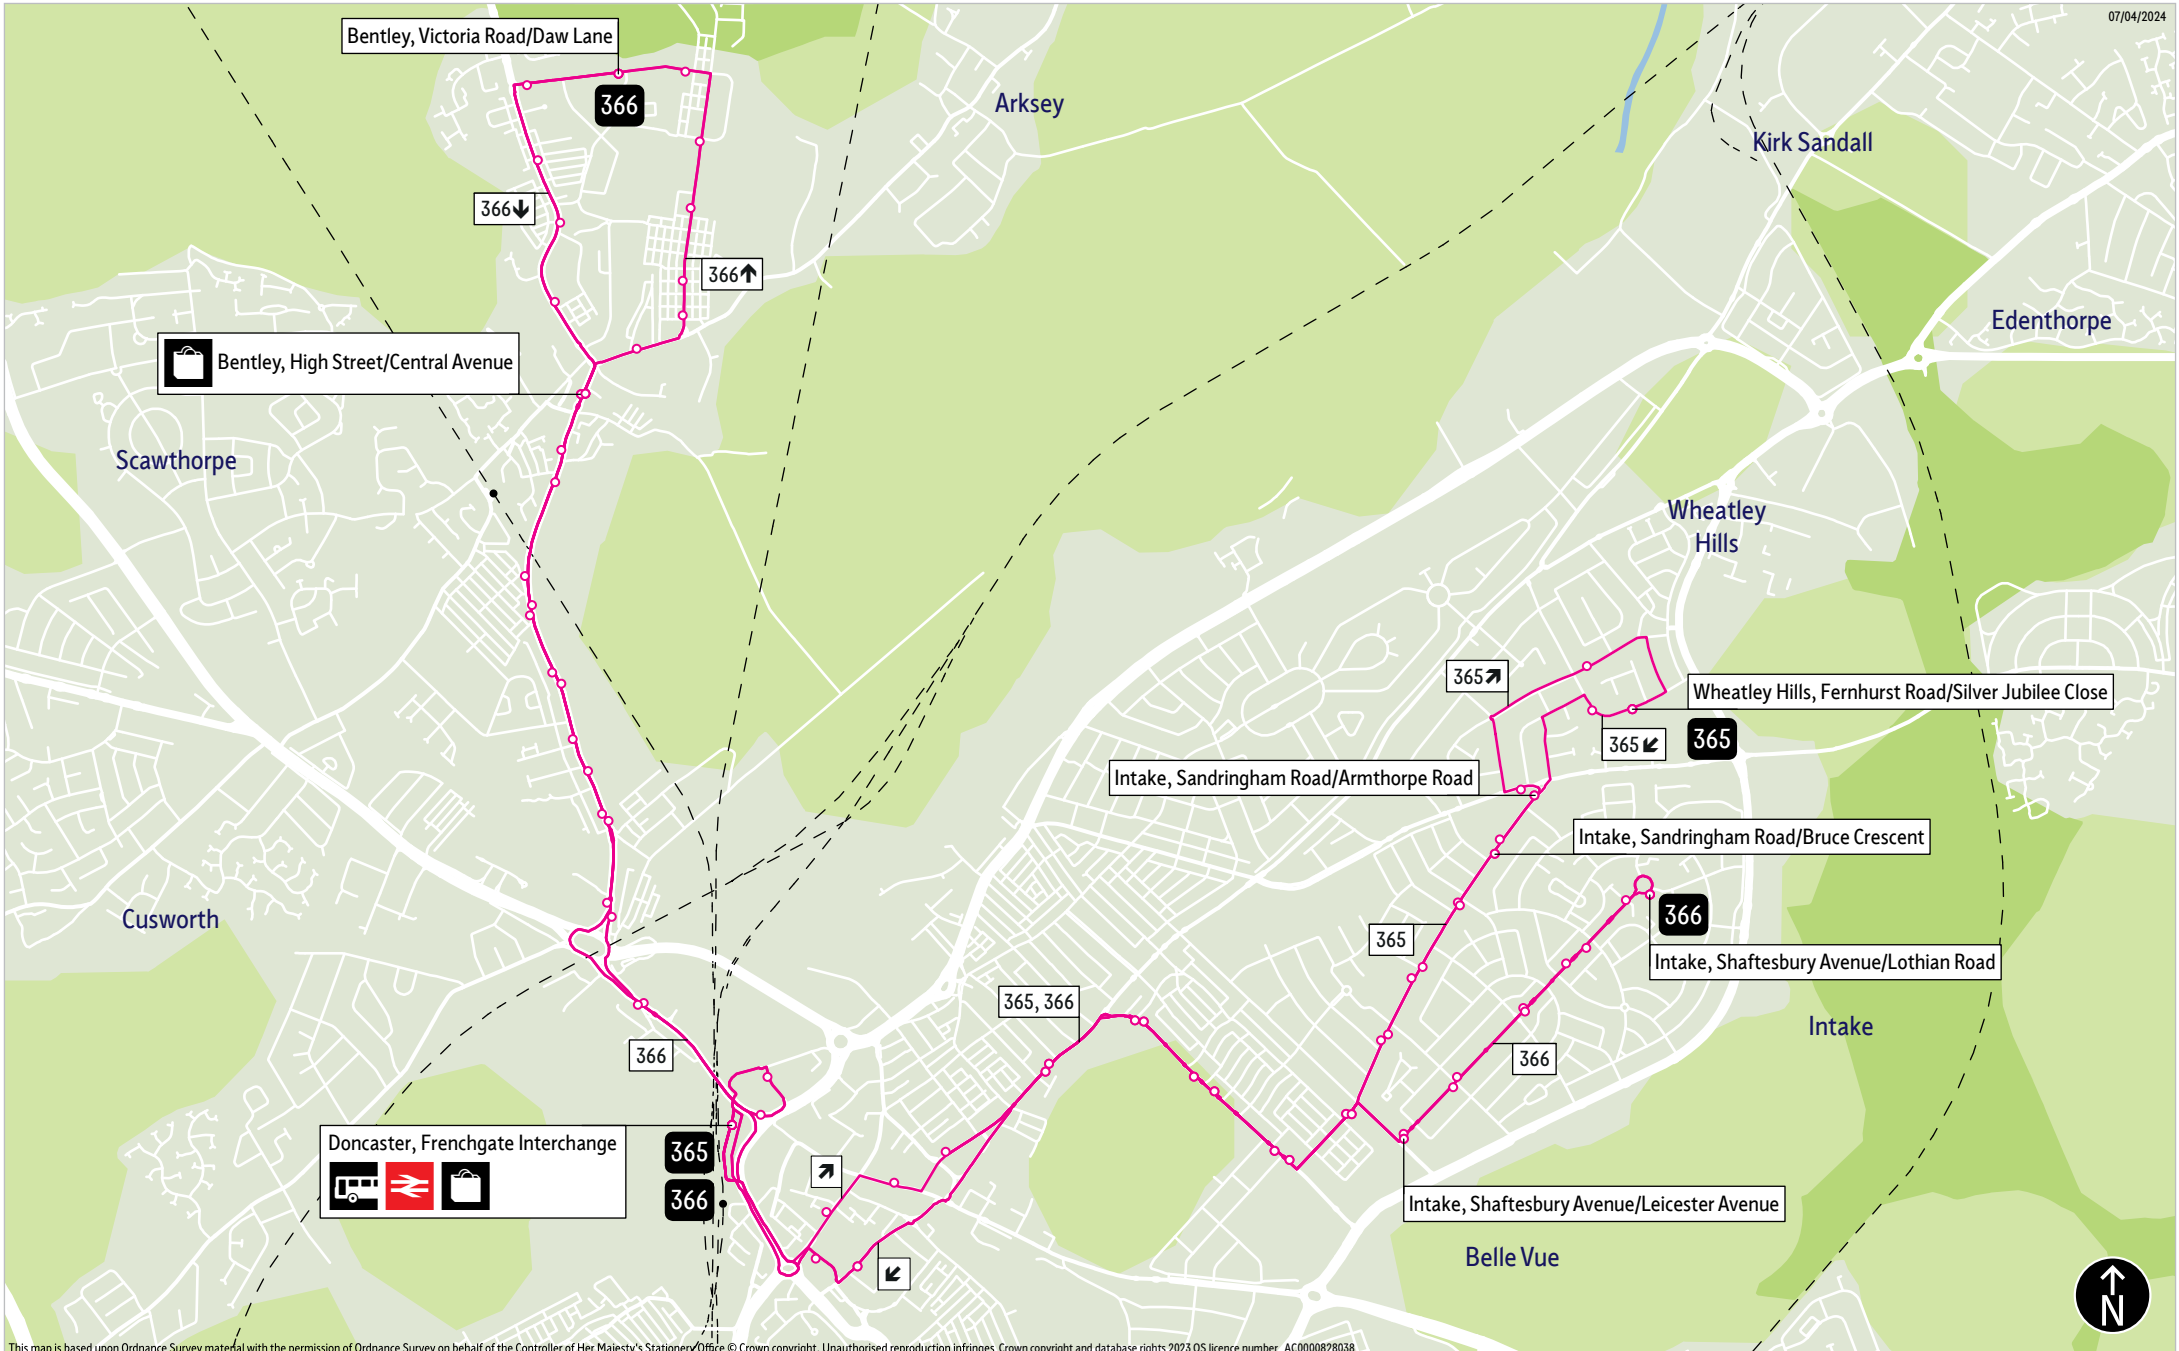 07/04/2024
Bentley, Victoria Road/Daw Lane
366
Arksey
Kirk Sandall
366↓
366↑
Edenthorpe
Bentley, High Street/Central Avenue
Scawthorpe
Wheatley
Hills
365↗
Wheatley Hills, Fernhurst Road/Silver Jubilee Close
365↙
365
Intake, Sandringham Road/Armthorpe Road
Intake, Sandringham Road/Bruce Crescent
Cusworth
366
365
Intake, Shaftesbury Avenue/Lothian Road
365, 366
Intake
366
366
Doncaster, Frenchgate Interchange
365
366
↗
Intake, Shaftesbury Avenue/Leicester Avenue
Belle Vue
↙
N
This map is based upon Ordnance Survey material with the permission of Ordnance Survey on behalf of the Controller of Her Majesty's Stationery Office © Crown copyright. Unauthorised reproduction infringes Crown copyright and database rights 2023 OS licence number AC0000828038